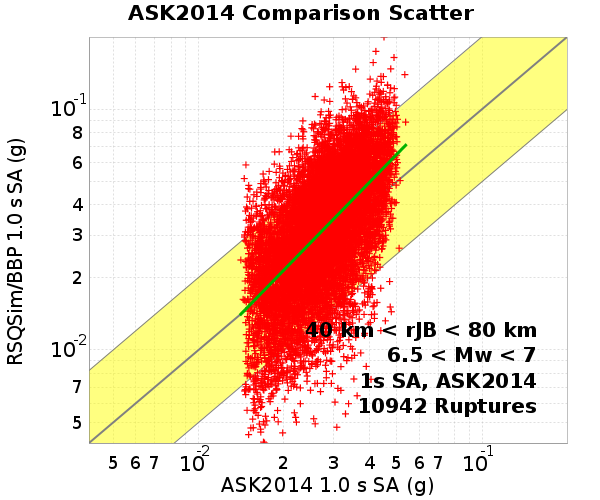 ASK2014 Comparison Scatter
RSQSim/BBP 1.0 s SA (g)
10^-1
8
6
4
3
2
10^-2
7
5
40 km < rJB < 80 km
6.5 < Mw < 7
1s SA, ASK2014
10942 Ruptures
5 6 7 10^-2 2 3 4 5 6 7 10^-1
ASK2014 1.0 s SA (g)